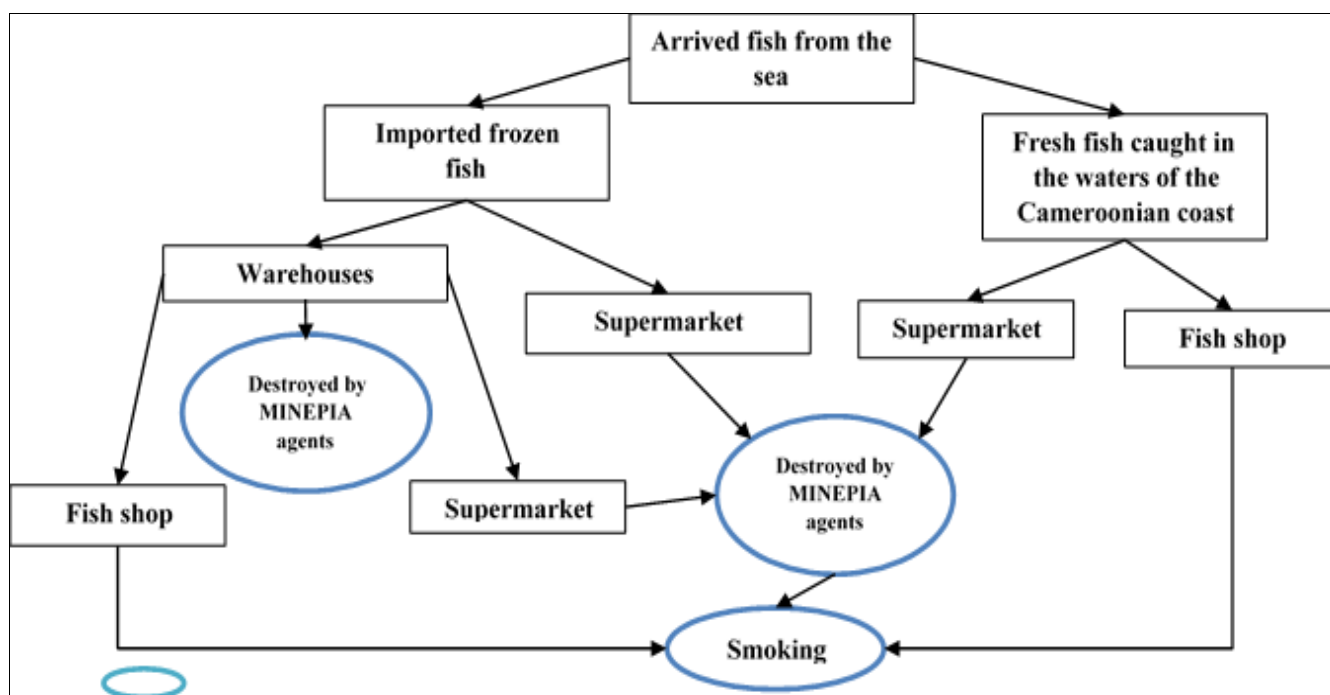 Arrived fish from the
sea
Imported frozen
fish
Fresh fish caught in
the waters of the
Cameroonian coast
Warehouses
Supermarket
Supermarket
Fish shop
Destroyed by
MINEPIA
agents
Fish shop
Supermarket
Destroyed by
MINEPIA
agents
Smoking